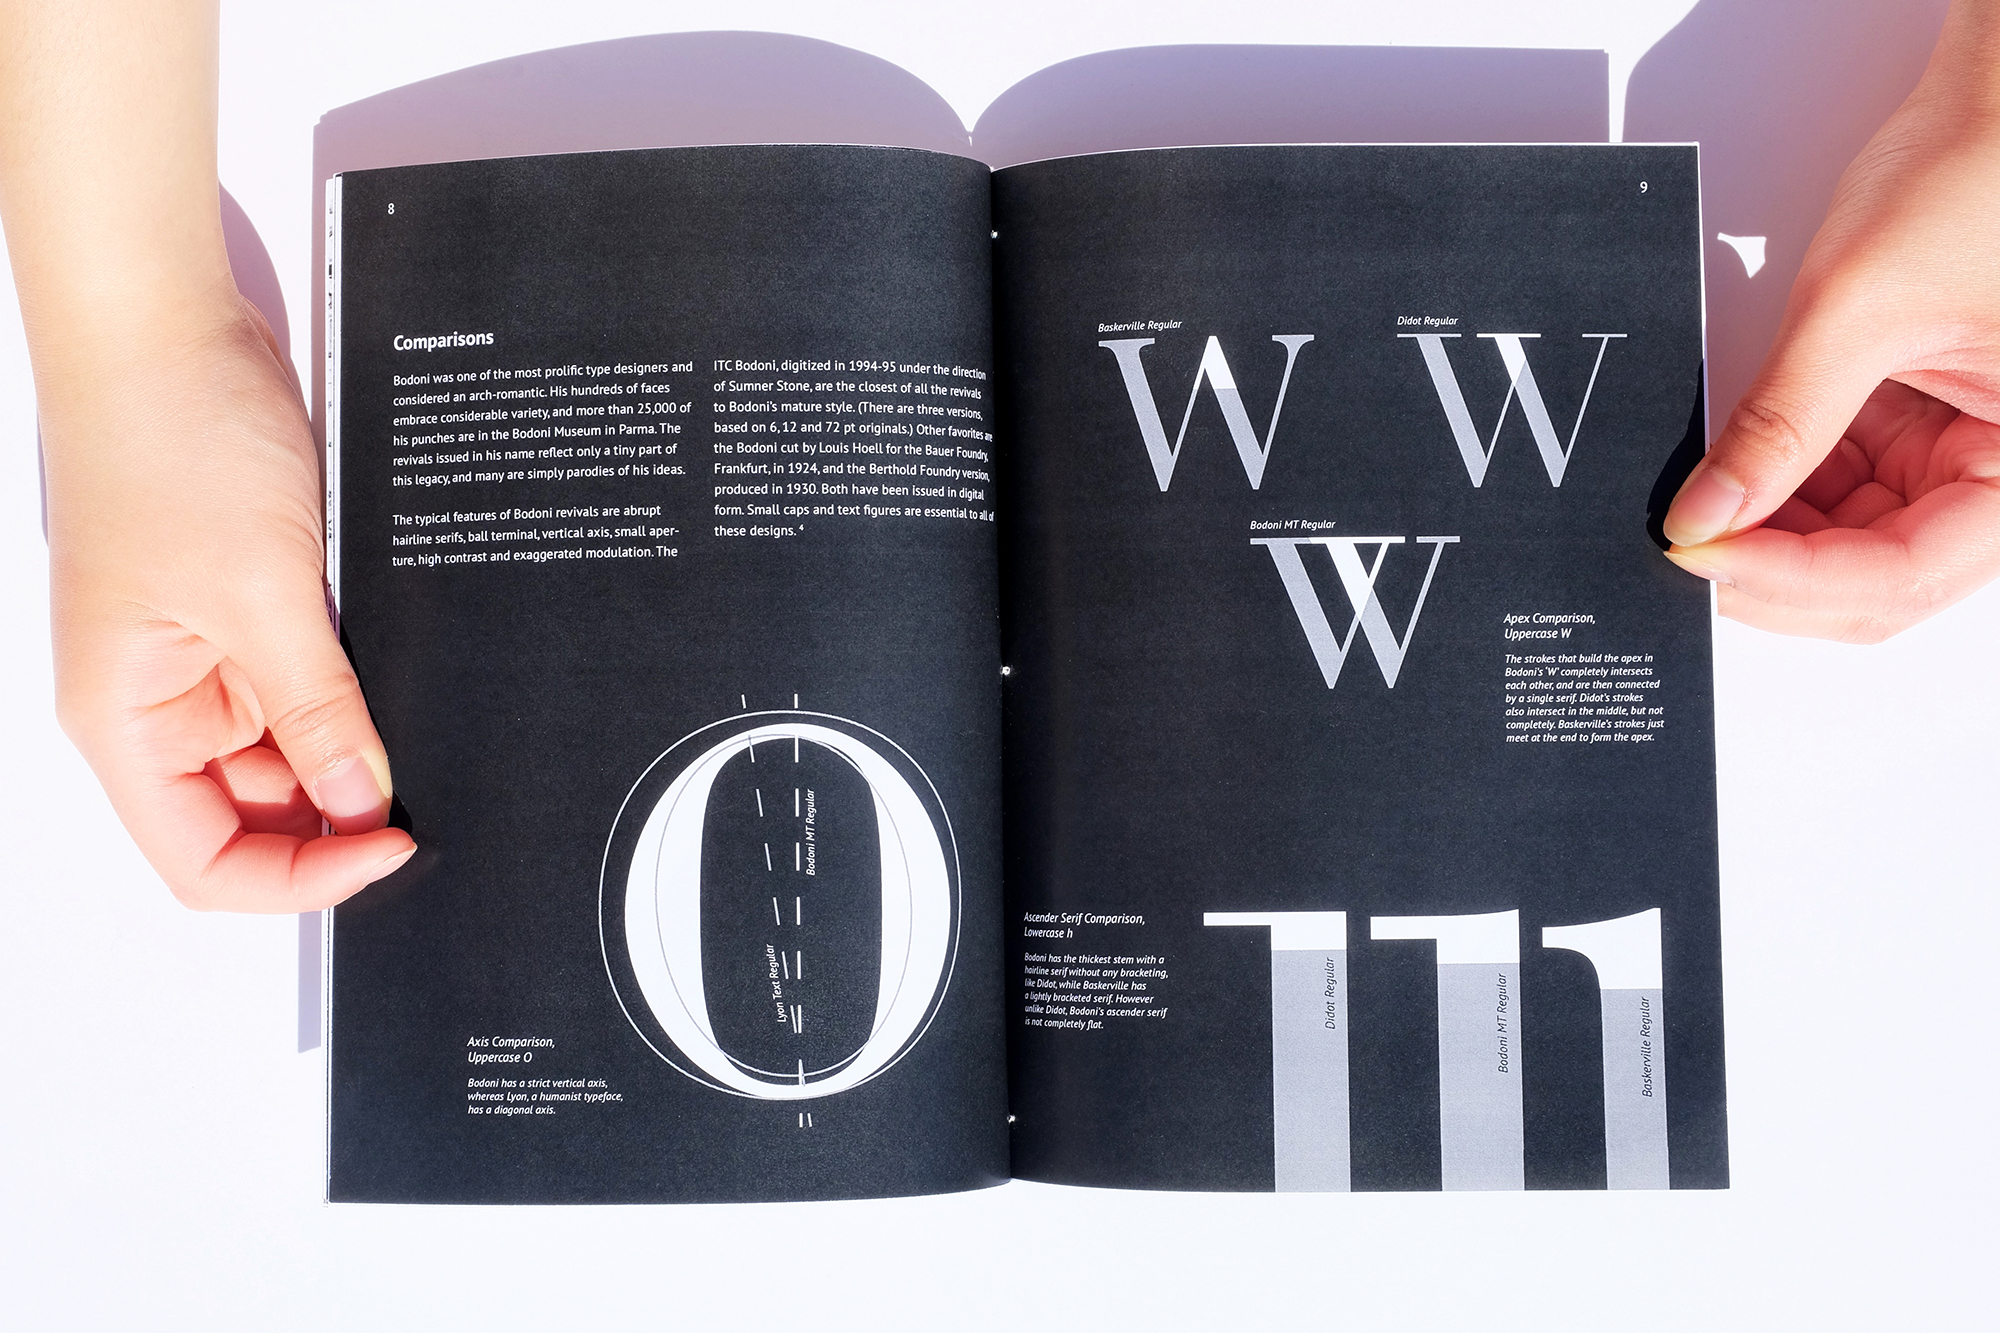 8
Comparisons
Bodoni was one of the most prolific type designers and
considered an arch-romantic. His hundreds of faces
embrace considerable variety, and more than 25,000 of
his punches are in the Bodoni Museum in Parma. The
revivals issued in his name reflect only a tiny part of
this legacy, and many are simply parodies of his ideas.
The typical features of Bodoni revivals are abrupt
hairline serifs, ball terminal, vertical axis, small aper-
ture, high contrast and exaggerated modulation. The
ITC Bodoni, digitized in 1994-95 under the direction
of Sumner Stone, are the closest of all the revivals
to Bodoni's mature style. (There are three versions,
based on 6, 12 and 72 pt originals.) Other favorites are
the Bodoni cut by Louis Hoell for the Bauer Foundry,
Frankfurt, in 1924, and the Berthold Foundry version,
produced in 1930. Both have been issued in digital
form. Small caps and text figures are essential to all of
these designs. 4
O
Bodoni MT Regular
Lyon Text Regular
Axis Comparison,
Uppercase O
Bodoni has a strict vertical axis,
whereas Lyon, a humanist typeface,
has a diagonal axis.
9
Baskerville Regular
W
Didot Regular
W
Bodoni MT Regular
W
Apex Comparison,
Uppercase W
The strokes that build the apex in
Bodoni's 'W' completely intersects
each other, and are then connected
by a single serif. Didot's strokes
also intersect in the middle, but not
completely. Baskerville's strokes just
meet at the end to form the apex.
Ascender Serif Comparison,
Lowercase h
Bodoni has the thickest stem with a
hairline serif without any bracketing,
like Didot, while Baskerville has
a lightly bracketed serif. However
unlike Didot, Bodoni's ascender serif
is not completely flat.
Didot Regular
Bodoni MT Regular
Baskerville Regular